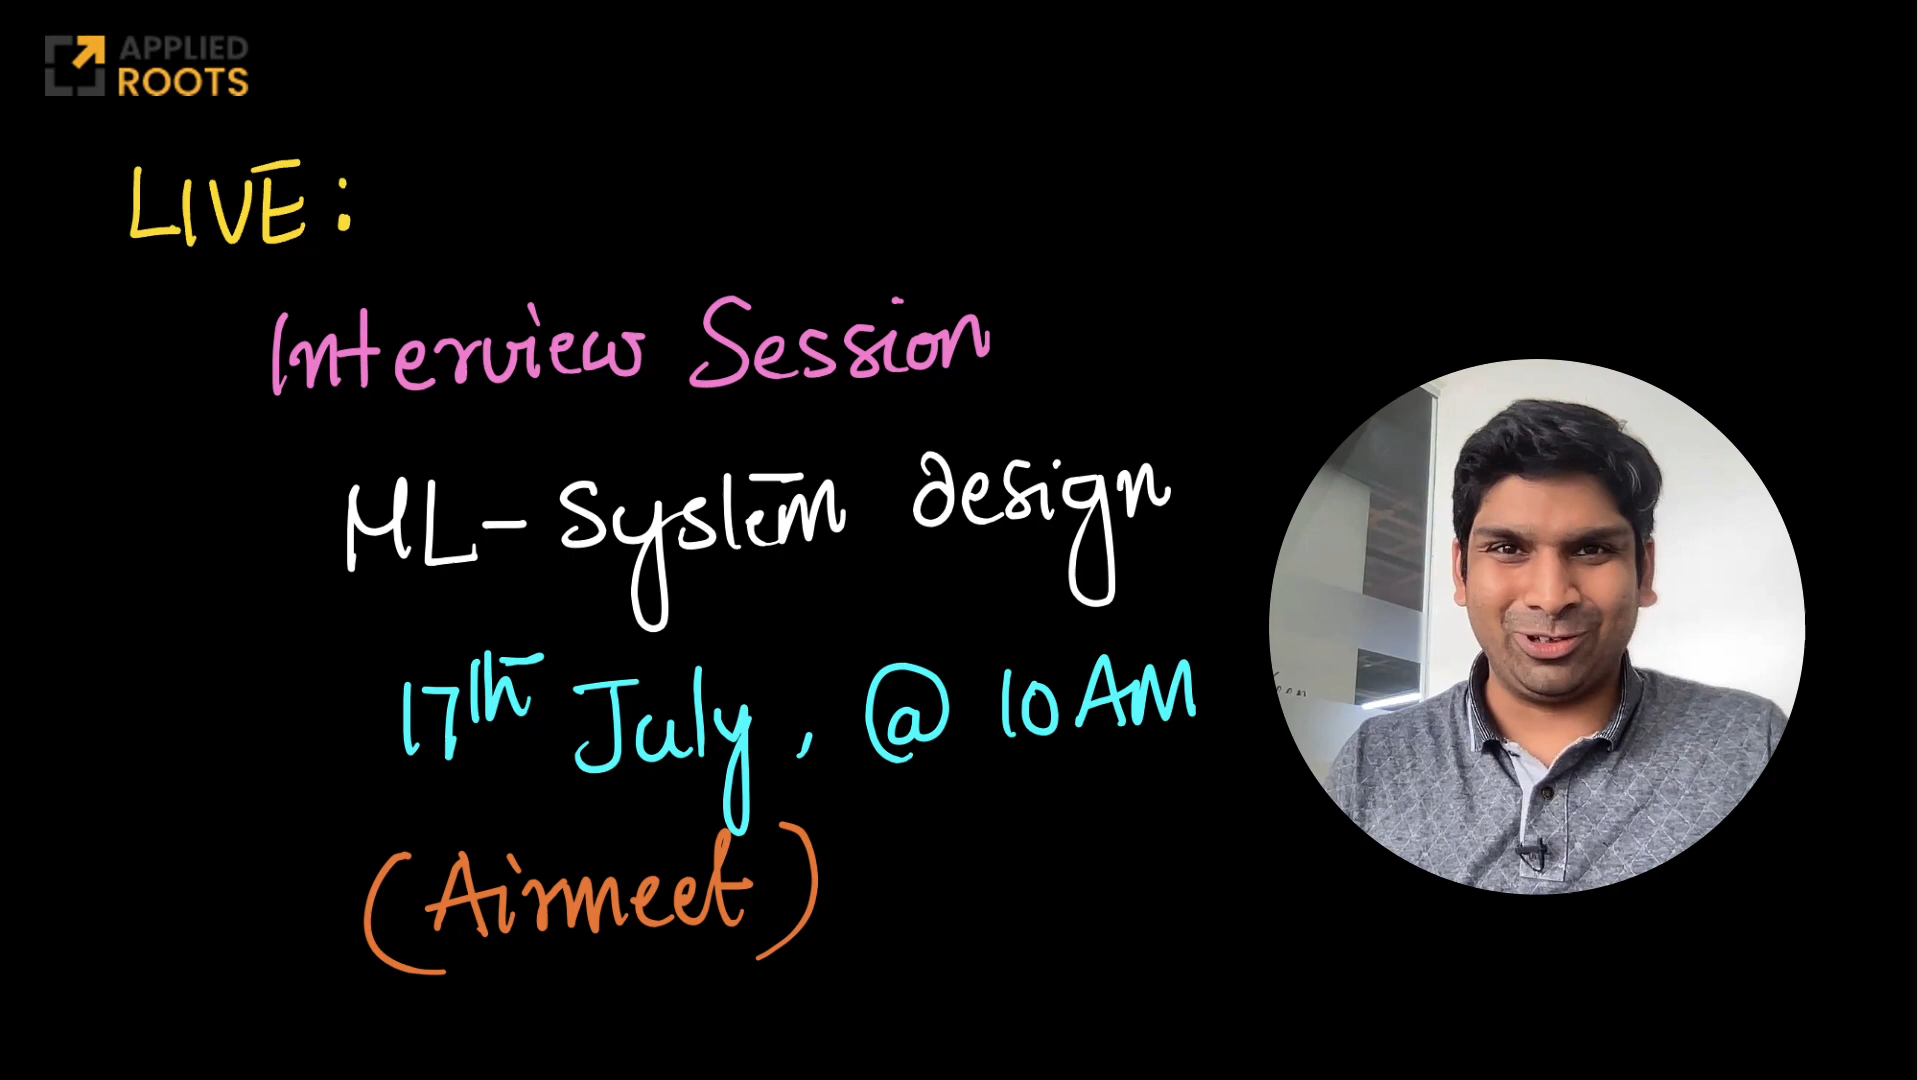 APPLIED
ROOTS
LIVE:
Interview Session
ML-System design
17th July, @ 10AM
(Airmeet)